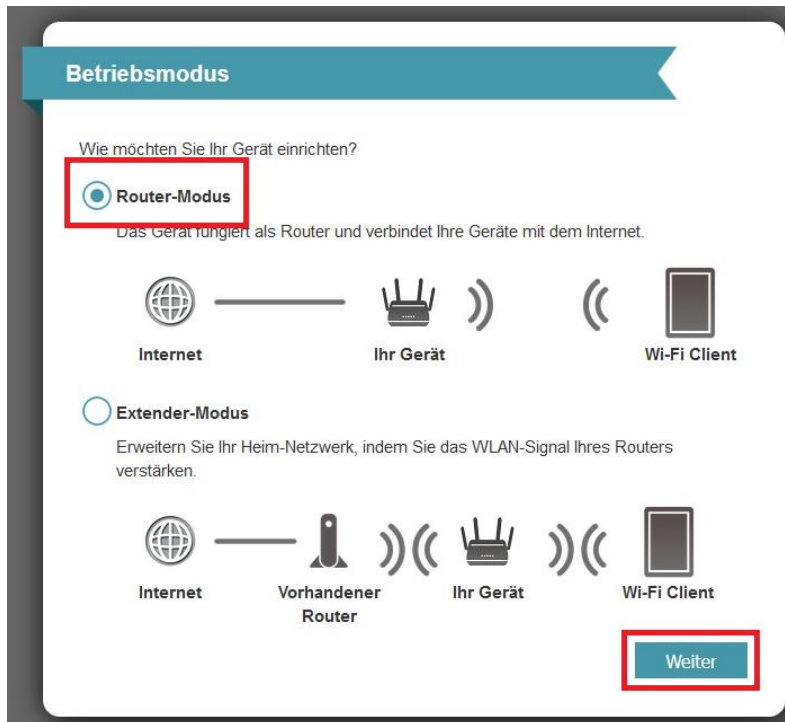 Betriebsmodus
Wie möchten Sie Ihr Gerät einrichten?
Router-Modus
Das Gerät fungiert als Router und verbindet Ihre Geräte mit dem Internet.
Internet
Ihr Gerät
Wi-Fi Client
Extender-Modus
Erweitern Sie Ihr Heim-Netzwerk, indem Sie das WLAN-Signal Ihres Routers
verstärken.
Internet
Vorhandener
Router
Ihr Gerät
Wi-Fi Client
Weiter